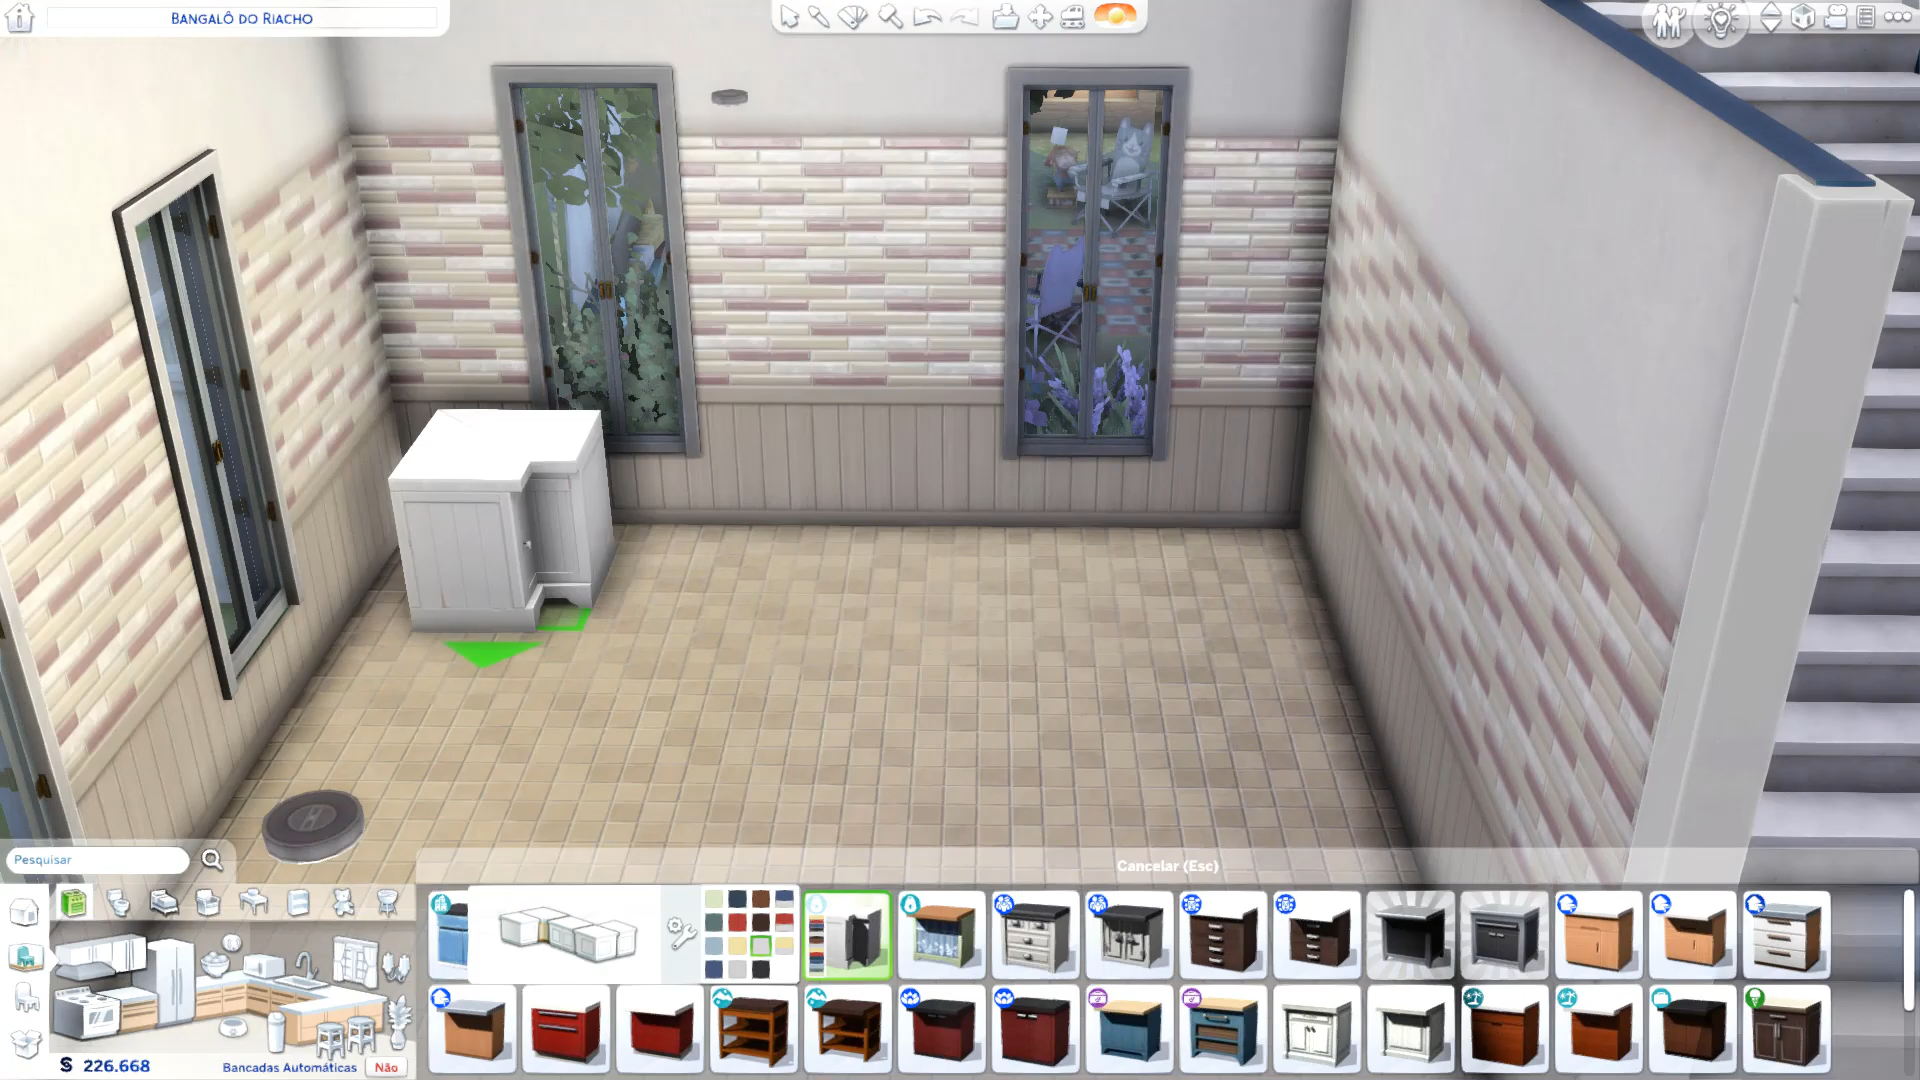 BANGALÔ DO RIACHO
Cancelar (Esc)
Pesquisar
226.668
Bancadas Automáticas
Não